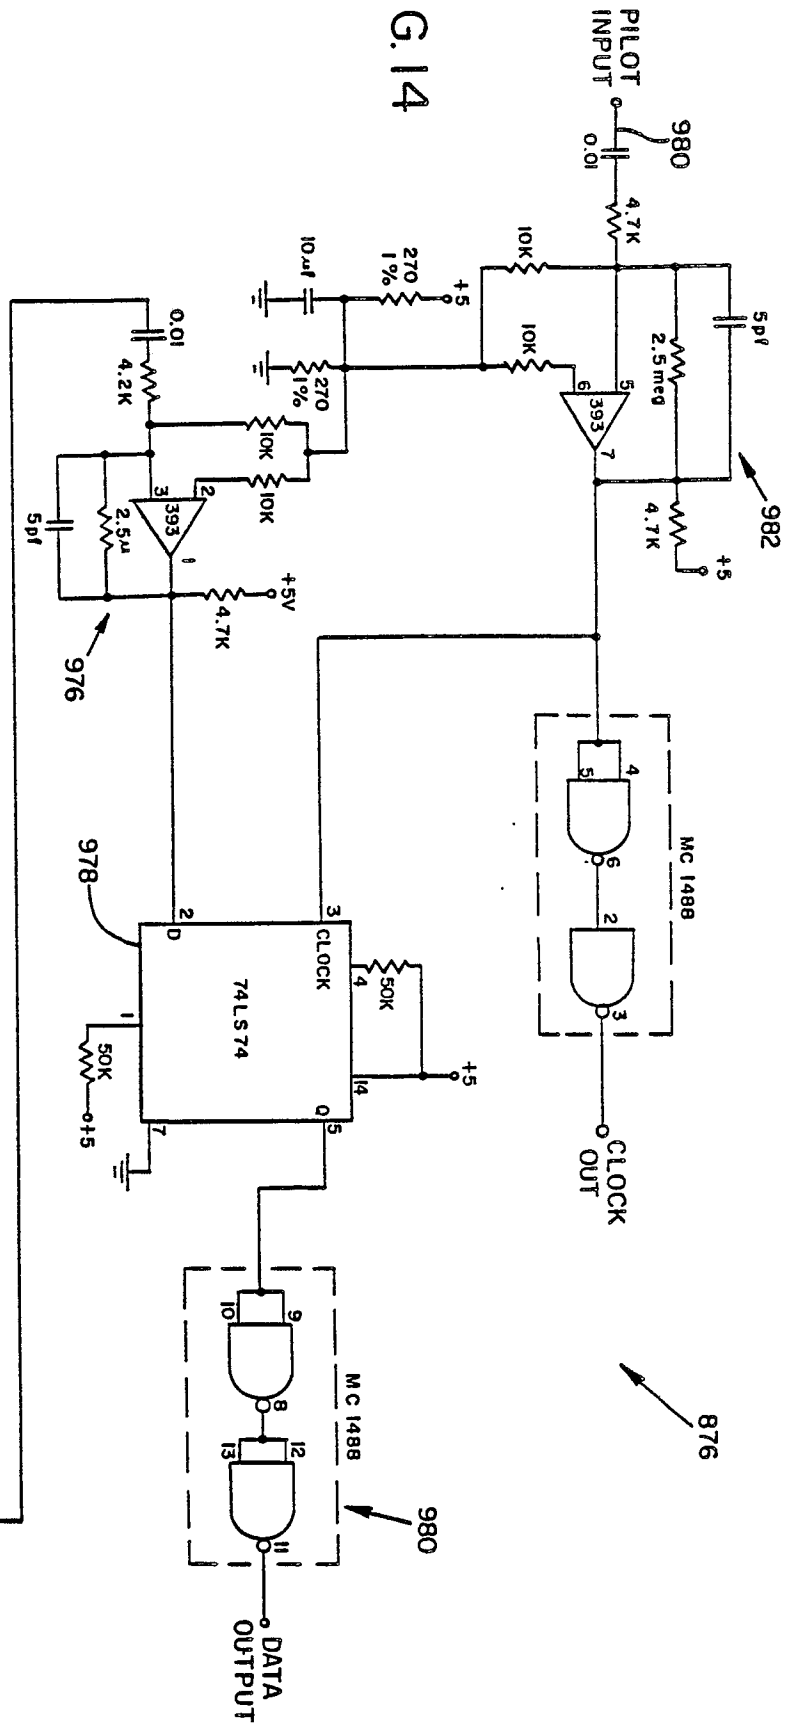 G.14
PILOT
INPUT
980
0.01
4.7K
5pf
2.5 meg
982
4.7K
+5
10K
10K
5
6
393
7
+5
270
1%
10µf
270
1%
0.01
4.2K
10K
10K
2
3
393
1
2.5µ
5pf
+5V
4.7K
976
MC 1488
4
5
6
2
3
CLOCK
OUT
978
3
CLOCK
2
D
74LS74
4
50K
+5
14
1
50K
+5
7
Q
5
MC 1488
9
10
8
12
13
11
980
DATA
OUTPUT
876